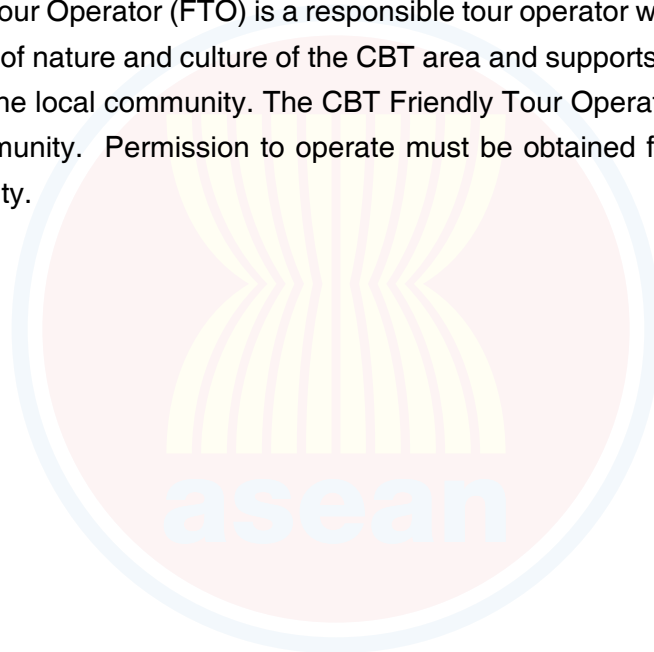 our Operator (FTO) is a responsible tour operator w
of nature and culture of the CBT area and supports
ne local community. The CBT Friendly Tour Operat
munity. Permission to operate must be obtained f
ty.
asean